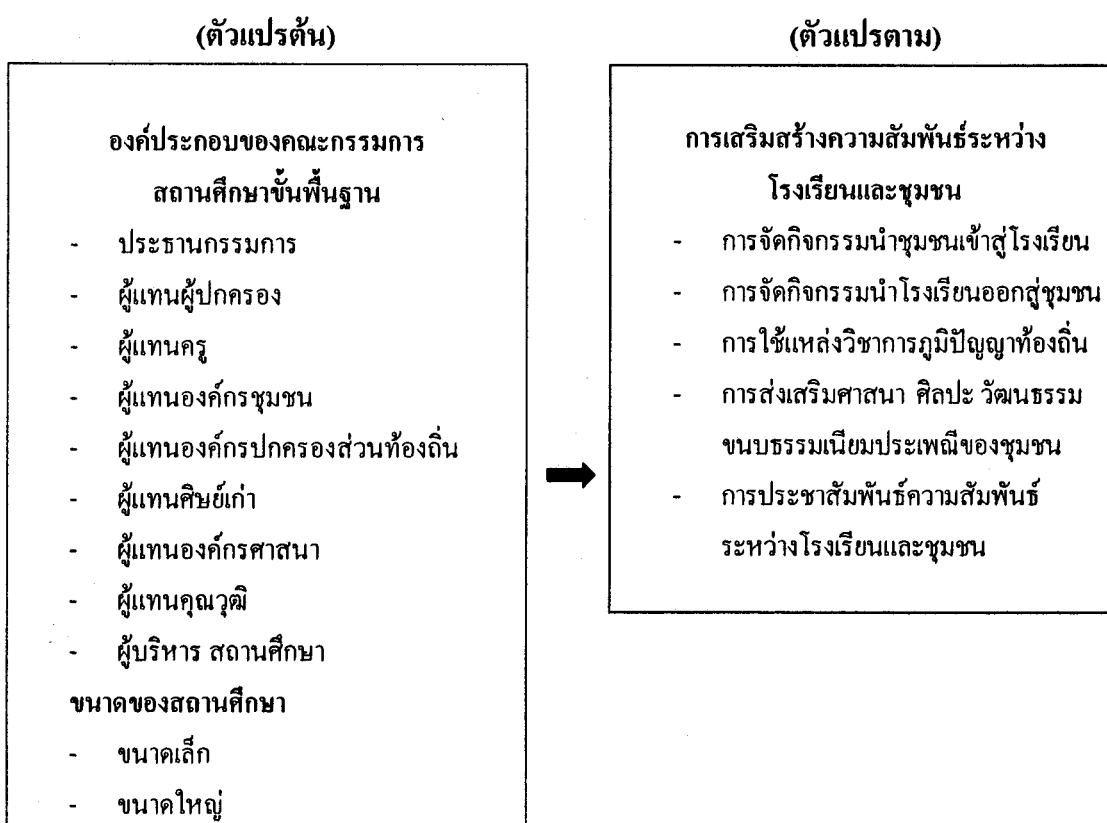 (ตัวแปรต้น)
องค์ประกอบของคณะกรรมการ
สถานศึกษาขั้นพื้นฐาน
- ประธานกรรมการ
- ผู้แทนผู้ปกครอง
- ผู้แทนครู
- ผู้แทนองค์กรชุมชน
- ผู้แทนองค์กรปกครองส่วนท้องถิ่น
- ผู้แทนศิษย์เก่า
- ผู้แทนองค์กรศาสนา
- ผู้แทนคุณวุฒิ
- ผู้บริหาร สถานศึกษา
ขนาดของสถานศึกษา
- ขนาดเล็ก
- ขนาดใหญ่
(ตัวแปรตาม)
การเสริมสร้างความสัมพันธ์ระหว่าง
โรงเรียนและชุมชน
- การจัดกิจกรรมนำชุมชนเข้าสู่โรงเรียน
- การจัดกิจกรรมนำโรงเรียนออกสู่ชุมชน
- การใช้แหล่งวิชาการภูมิปัญญาท้องถิ่น
- การส่งเสริมศาสนา ศิลปะ วัฒนธรรม
ขนบธรรมเนียมประเพณีของชุมชน
- การประชาสัมพันธ์ความสัมพันธ์
ระหว่างโรงเรียนและชุมชน